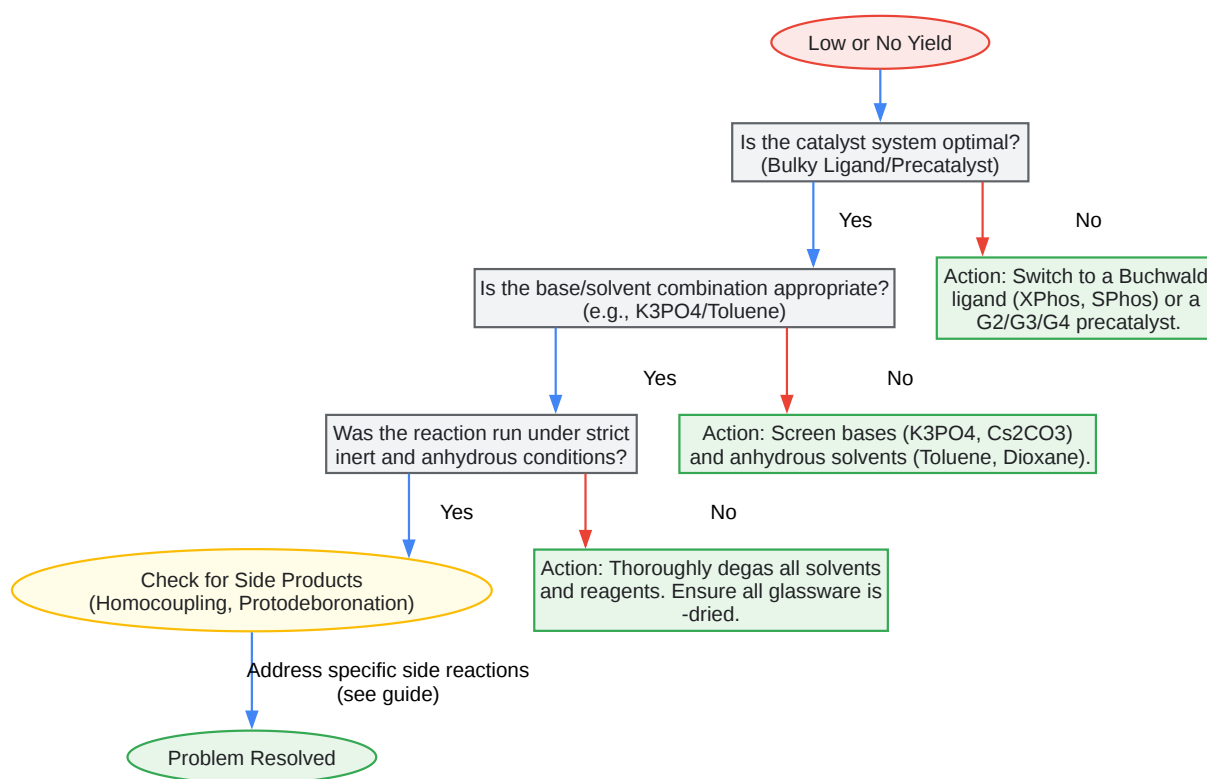 Low or No Yield
Is the catalyst system optimal?
(Bulky Ligand/Precatalyst)
Yes
No
Action: Switch to a Buchwald
ligand (XPhos, SPhos) or a
G2/G3/G4 precatalyst.
Is the base/solvent combination appropriate?
(e.g., K3PO4/Toluene)
Yes
No
Action: Screen bases (K3PO4, Cs2CO3)
and anhydrous solvents (Toluene, Dioxane).
Was the reaction run under strict
inert and anhydrous conditions?
Yes
No
Action: Thoroughly degas all solvents
and reagents. Ensure all glassware is
-dried.
Check for Side Products
(Homocoupling, Protodeboronation)
Address specific side reactions
(see guide)
Problem Resolved